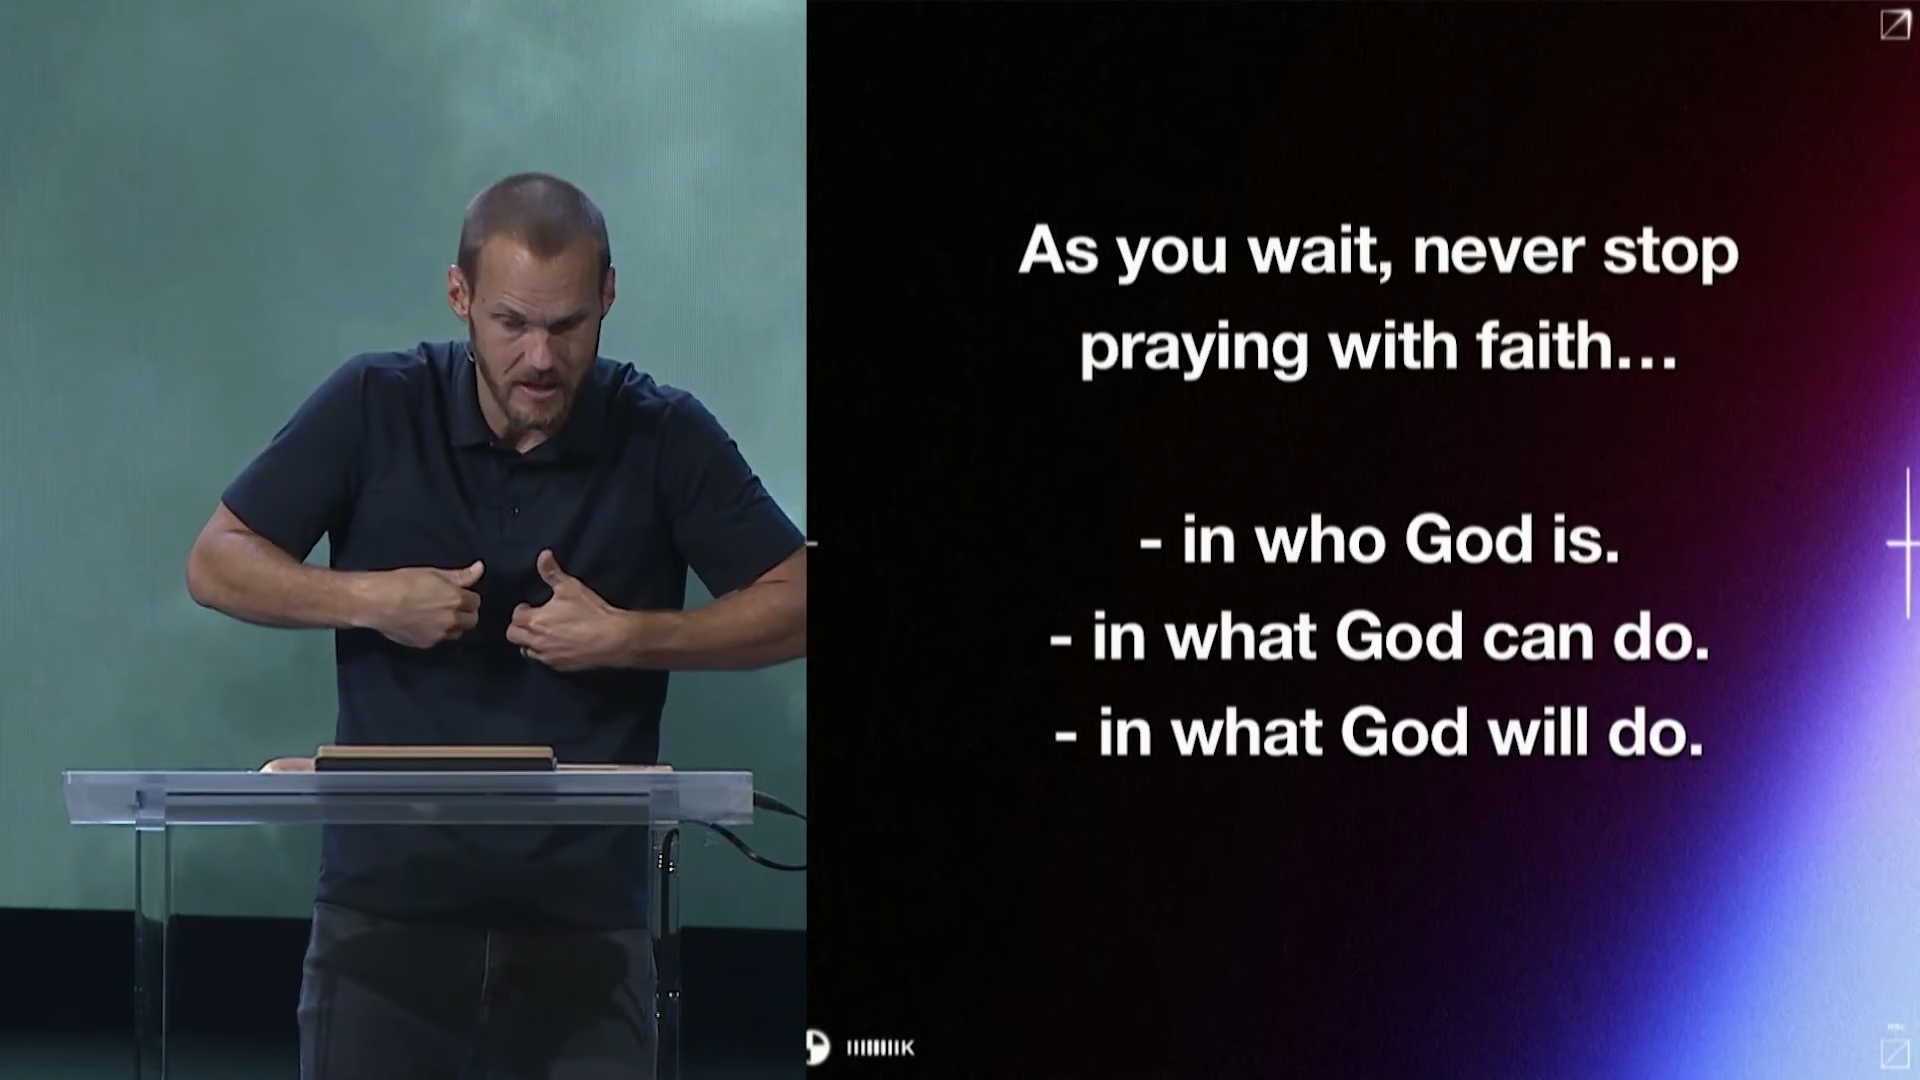 As you wait, never stop
praying with faith…
- in who God is.
- in what God can do.
- in what God will do.